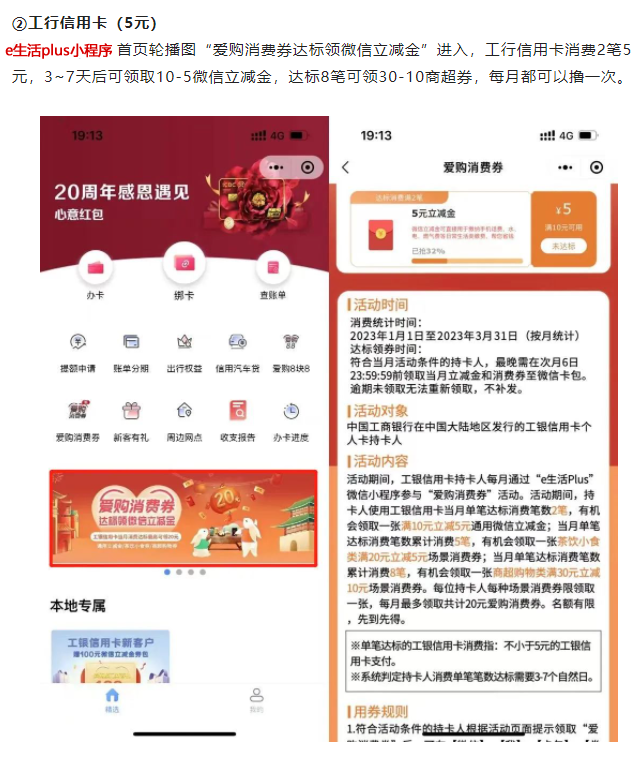 ②工行信用卡（5元）
e生活plus小程序 首页轮播图“爱购消费券达标领微信立减金”进入，工行信用卡消费2笔5
元，3~7天后可领取10-5微信立减金，达标8笔可领30-10商超券，每月都可以撸一次。
19:13
4G
20周年感恩遇见
心意红包
办卡 绑卡 查账单
提额申请 账单分期 出行权益 信用汽车贷 爱购8块8
爱购消费券 新客有礼 周边网点 收支报告 办卡进度
爱购消费券
达标领微信立减金
本地专属
工银信用卡新客户
赠100元微信立减金券包
精选 我的
19:13
4G
爱购消费券
达标消费满2笔
5元立减金
已抢32%
¥5
满10元可用
未达标
活动时间
消费统计时间：
2023年1月1日至2023年3月31日（按月统计）
达标领券时间：
符合当月活动条件的持卡人，最晚需在次月6日
23:59:59前领取当月立减金和消费券至微信卡包。
逾期未领取无法重新领取，不补发。
活动对象
中国工商银行在中国大陆地区发行的工银信用卡个
人卡持卡人
活动内容
活动期间，工银信用卡持卡人每月通过“e生活Plus”
微信小程序参与“爱购消费券”活动。活动期间，持
卡人使用工银信用卡当月单笔达标消费笔数2笔，有机
会领取一张满10元立减5元通用微信立减金；当月单
笔达标消费笔数累计消费5笔，有机会领取一张茶饮小食
类满20元立减5元场景消费券；当月单笔达标消费笔数
累计消费8笔，有机会领取一张商超购物类满30元立减
10元场景消费券。每位持卡人每种场景消费券限领取
一张，每月最多领取共计20元爱购消费券。名额有限
，先到先得。
※单笔达标的工银信用卡消费指：不小于5元的工银信
用卡支付。
※系统判定持卡人消费单笔笔数达标需要3-7个自然日。
用券规则
1.符合活动条件的持卡人根据活动页面提示领取“爱